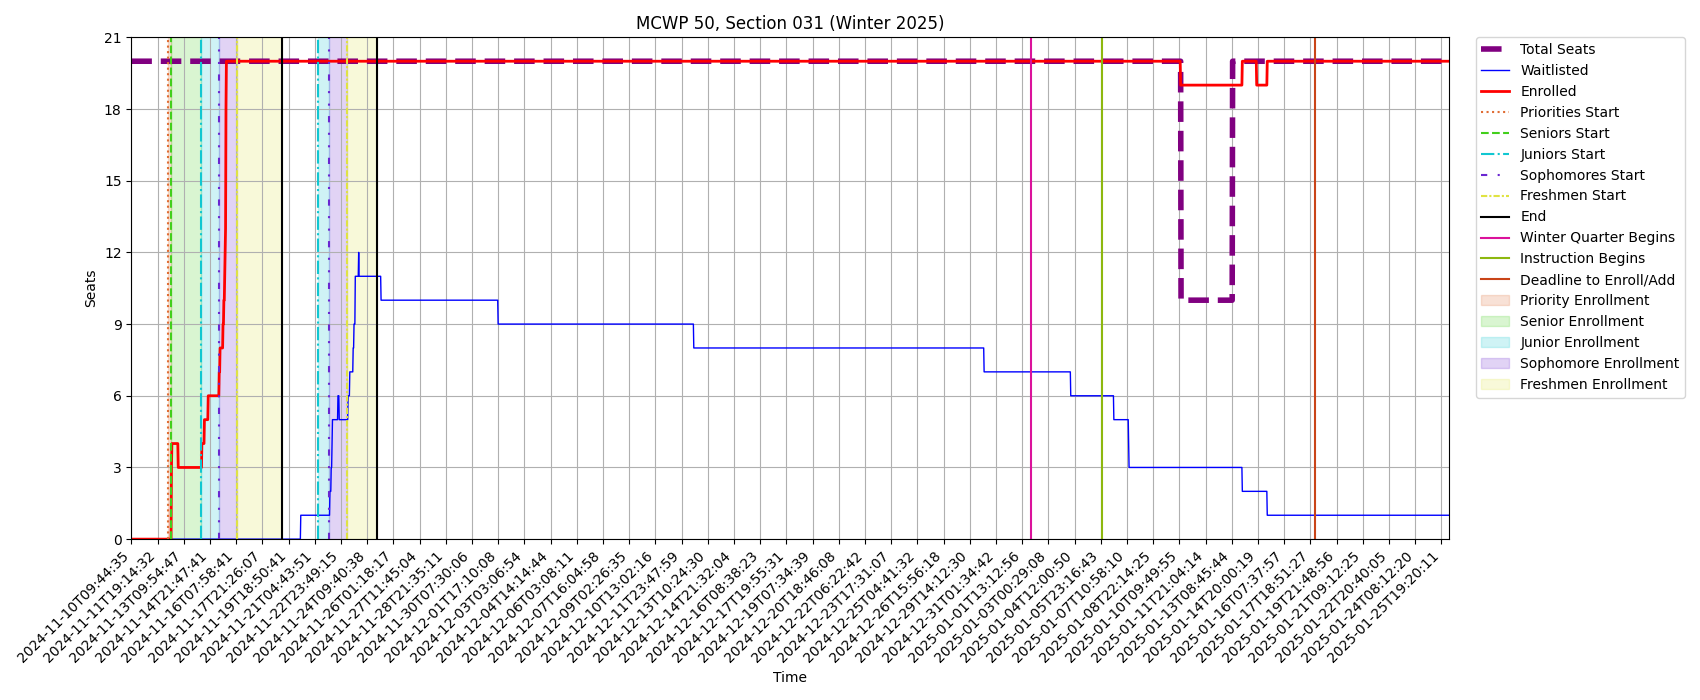 MCWP 50, Section 031 (Winter 2025)
21
18
15
12
9
6
3
0
Seats
Total Seats
Waitlisted
Enrolled
Priorities Start
Seniors Start
Juniors Start
Sophomores Start
Freshmen Start
End
Winter Quarter Begins
Instruction Begins
Deadline to Enroll/Add
Priority Enrollment
Senior Enrollment
Junior Enrollment
Sophomore Enrollment
Freshmen Enrollment
2024-11-10T09:44:35
2024-11-11T19:14:32
2024-11-13T09:54:47
2024-11-14T21:47:41
2024-11-16T07:58:41
2024-11-17T21:26:07
2024-11-19T18:50:41
2024-11-21T04:43:51
2024-11-22T23:49:15
2024-11-24T09:40:38
2024-11-26T01:18:17
2024-11-27T11:45:04
2024-11-28T21:35:11
2024-11-30T07:30:06
2024-12-01T17:10:08
2024-12-03T03:06:54
2024-12-04T14:14:44
2024-12-06T03:08:11
2024-12-07T16:04:58
2024-12-09T02:26:35
2024-12-10T13:02:16
2024-12-11T23:47:59
2024-12-13T10:24:30
2024-12-14T21:32:04
2024-12-16T08:38:23
2024-12-17T19:55:31
2024-12-19T07:34:39
2024-12-20T18:46:08
2024-12-22T06:22:42
2024-12-23T17:31:07
2024-12-25T04:41:32
2024-12-26T15:56:18
2024-12-29T14:12:30
2024-12-31T01:34:42
2025-01-01T13:12:56
2025-01-03T00:29:08
2025-01-04T12:00:50
2025-01-05T23:16:43
2025-01-07T10:58:10
2025-01-08T22:14:25
2025-01-10T09:49:55
2025-01-11T21:04:14
2025-01-13T08:45:44
2025-01-14T20:00:19
2025-01-16T07:37:57
2025-01-17T18:51:27
2025-01-19T21:48:56
2025-01-21T09:12:25
2025-01-22T20:40:05
2025-01-24T08:12:20
2025-01-25T19:20:11
Time